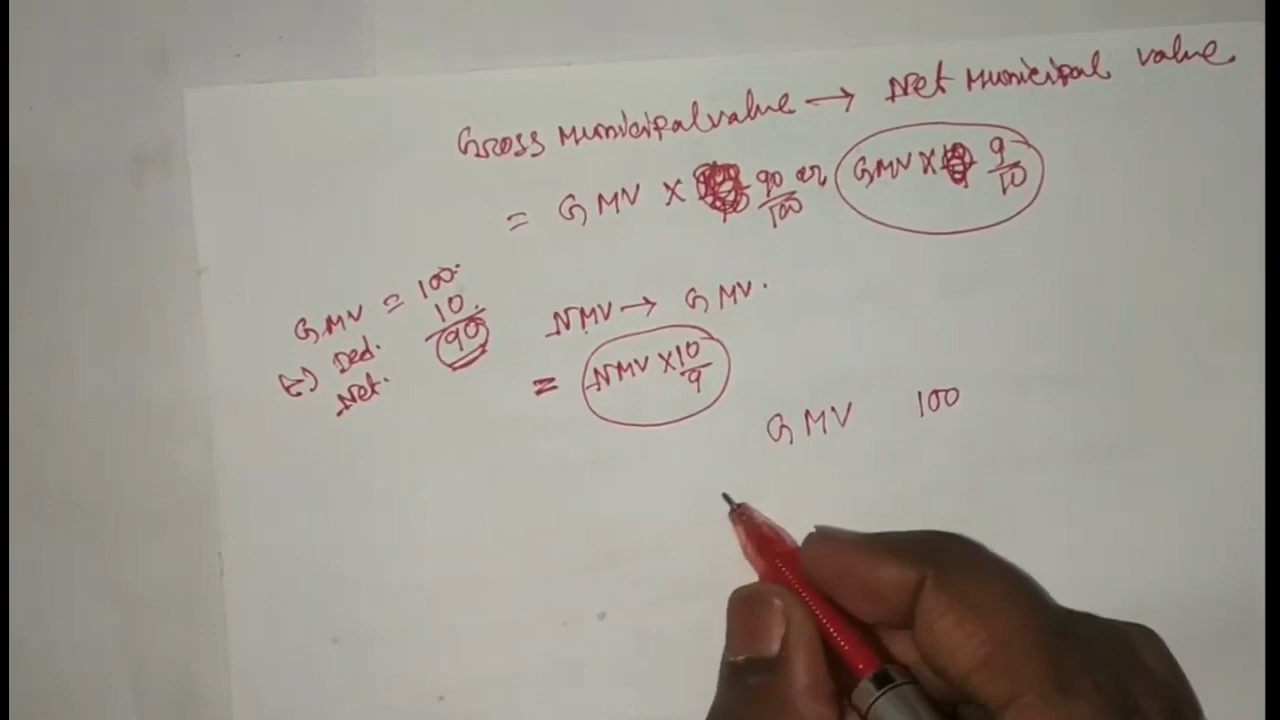 Gross Municipal value → Net Municipal value
= GMV × 90/100 or GMV × 9/10
GMV = 100.
(-) Ded. 10.
Net. 90
NMV → GMV.
= NMV × 10/9
GMV 100